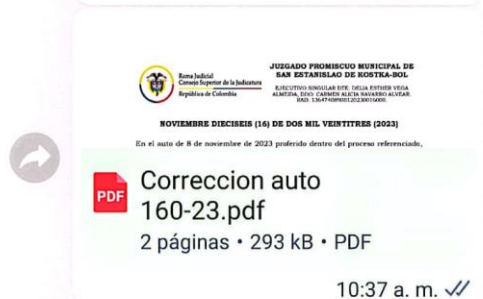 Rama Judicial
Consejo Superior de la Judicatura
República de Colombia
JUZGADO PROMISCUO MUNICIPAL DE
SAN ESTANISLAO DE KOSTKA-BOL
EJECUTIVO SINGULAR DTE. DELIA ESTHER VEGA
ALMEIDA, DDO. CARMEN ALICIA NAVARRO ALVEAR.
NOVIEMBRE DIECISEIS (16) DE DOS MIL VEINTITRES (2023)
En el auto de 8 de noviembre de 2023 proferido dentro del proceso referenciado,
PDF
Correccion auto
160-23.pdf
2 páginas • 293 kB • PDF
10:37 a. m.